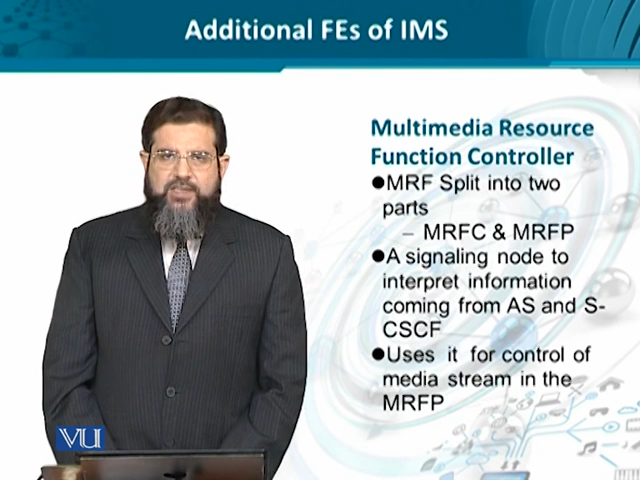 Additional FEs of IMS
Multimedia Resource
Function Controller
●MRF Split into two
parts
– MRFC & MRFP
●A signaling node to
interpret information
coming from AS and S-
CSCF
●Uses it for control of
media stream in the
MRFP
VU